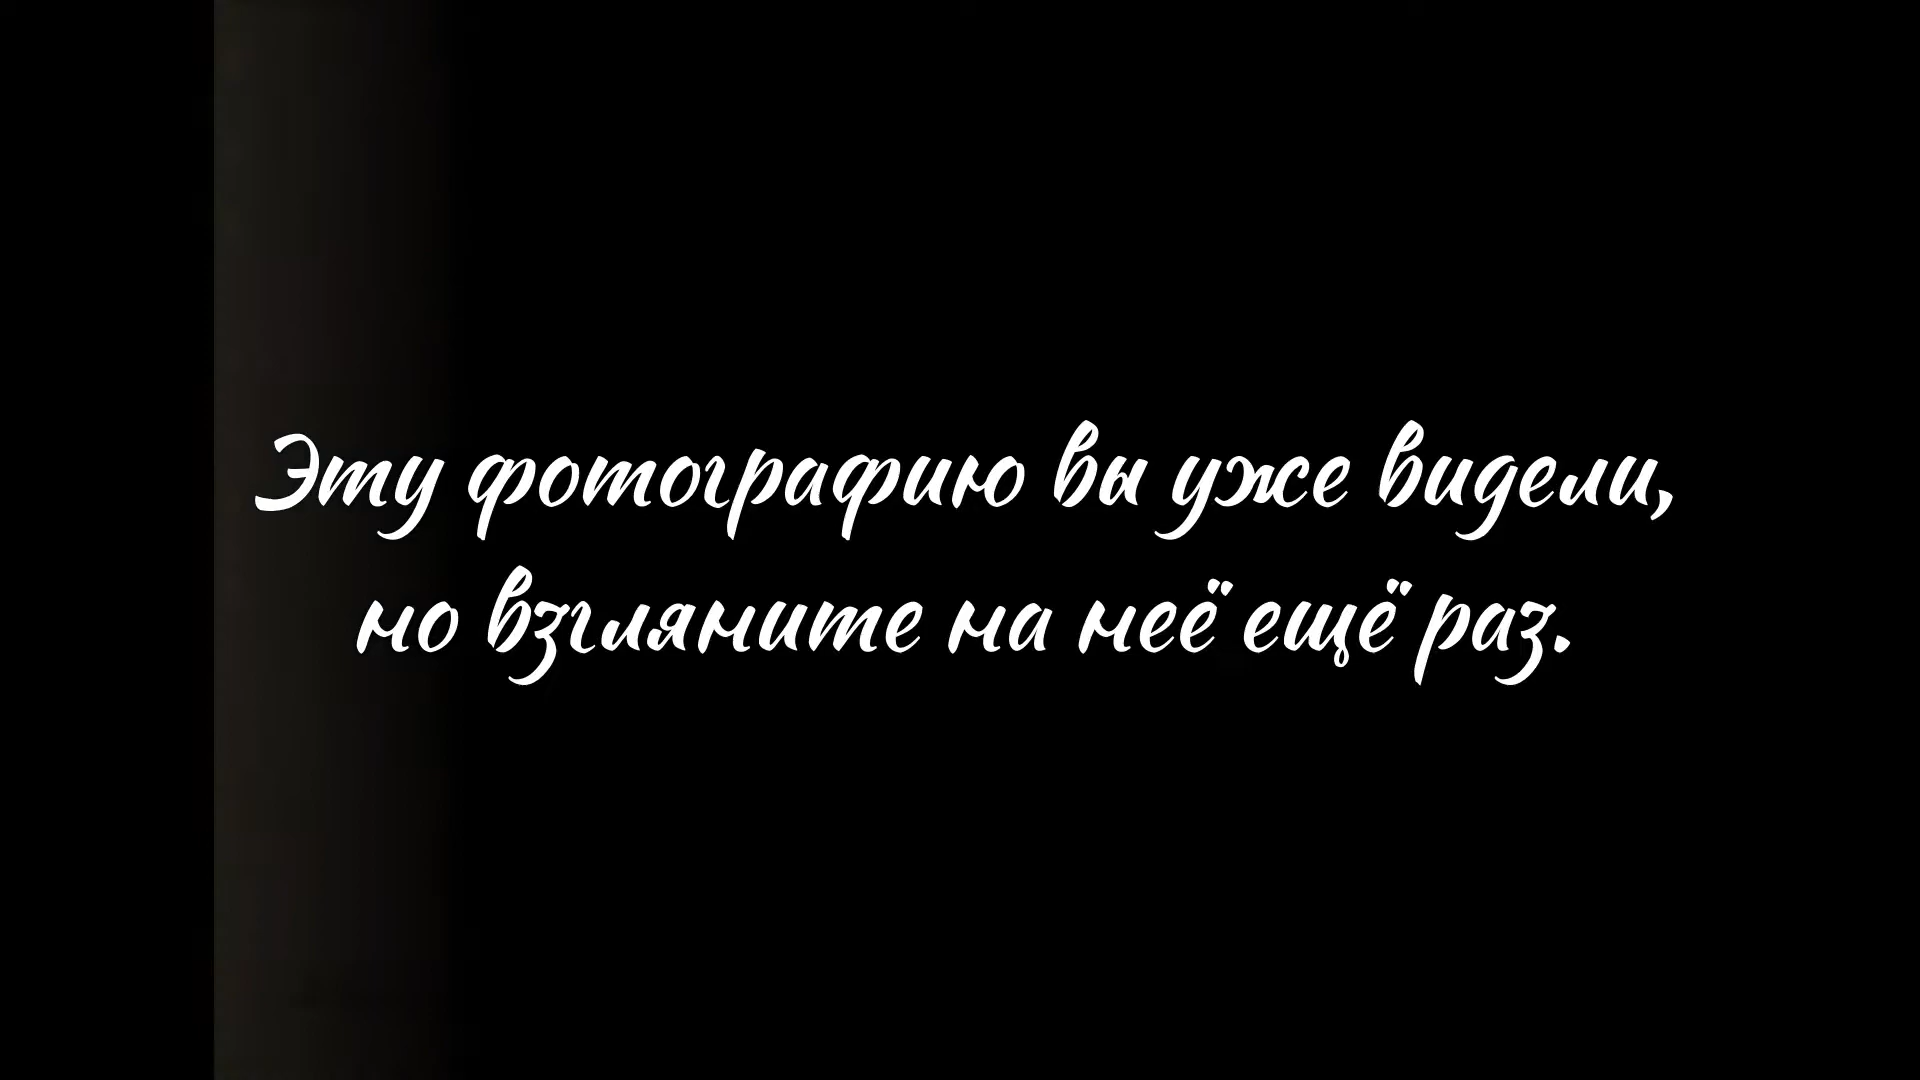 Эту фотографию вы уже видели,
но взгляните на неё ещё раз.